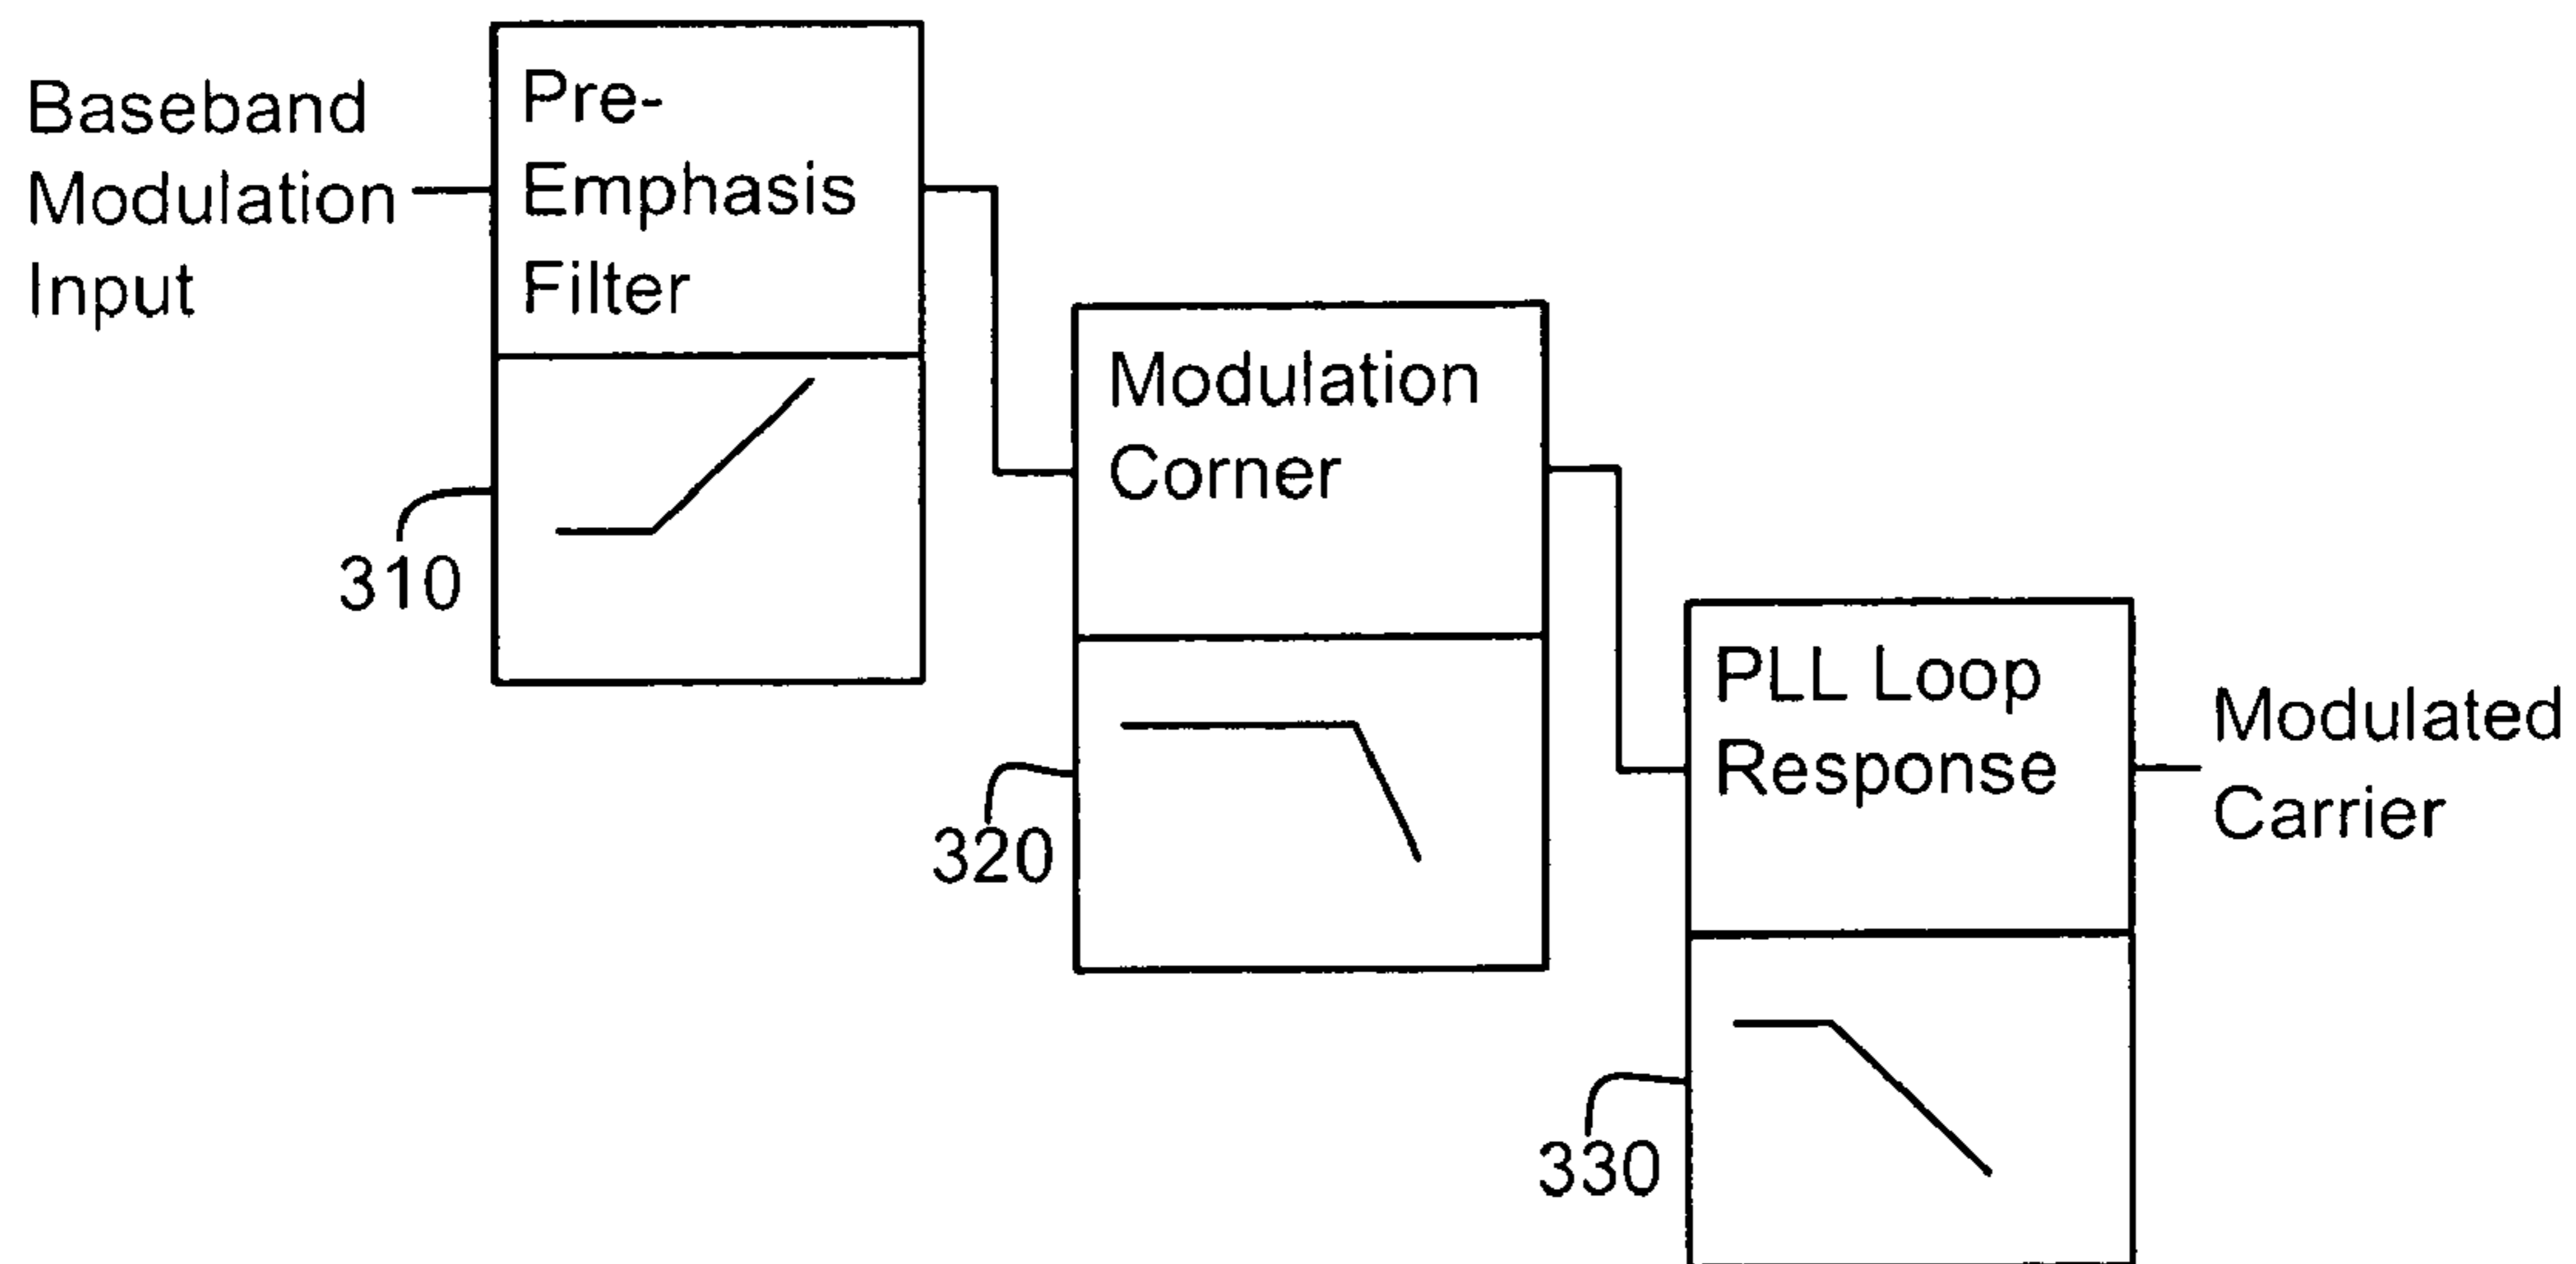 Baseband
Modulation
Input
Pre-
Emphasis
Filter
310
Modulation
Corner
320
PLL Loop
Response
330
Modulated
Carrier